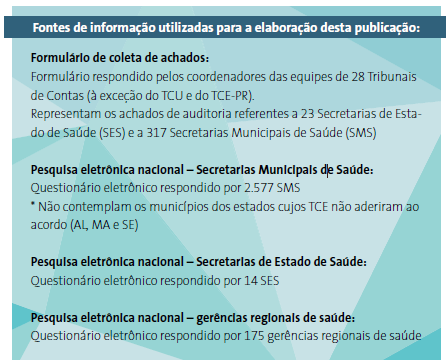 Fontes de informação utilizadas para a elaboração desta publicação:
Formulário de coleta de achados:
Formulário respondido pelos coordenadores das equipes de 28 Tribunais
de Contas (à exceção do TCU e do TCE-PR).
Representam os achados de auditoria referentes a 23 Secretarias de Esta-
do de Saúde (SES) e a 317 Secretarias Municipais de Saúde (SMS)
Pesquisa eletrônica nacional – Secretarias Municipais de Saúde:
Questionário eletrônico respondido por 2.577 SMS
* Não contemplam os municípios dos estados cujos TCE não aderiram ao
acordo (AL, MA e SE)
Pesquisa eletrônica nacional – Secretarias de Estado de Saúde:
Questionário eletrônico respondido por 14 SES
Pesquisa eletrônica nacional – gerências regionais de saúde:
Questionário eletrônico respondido por 175 gerências regionais de saúde